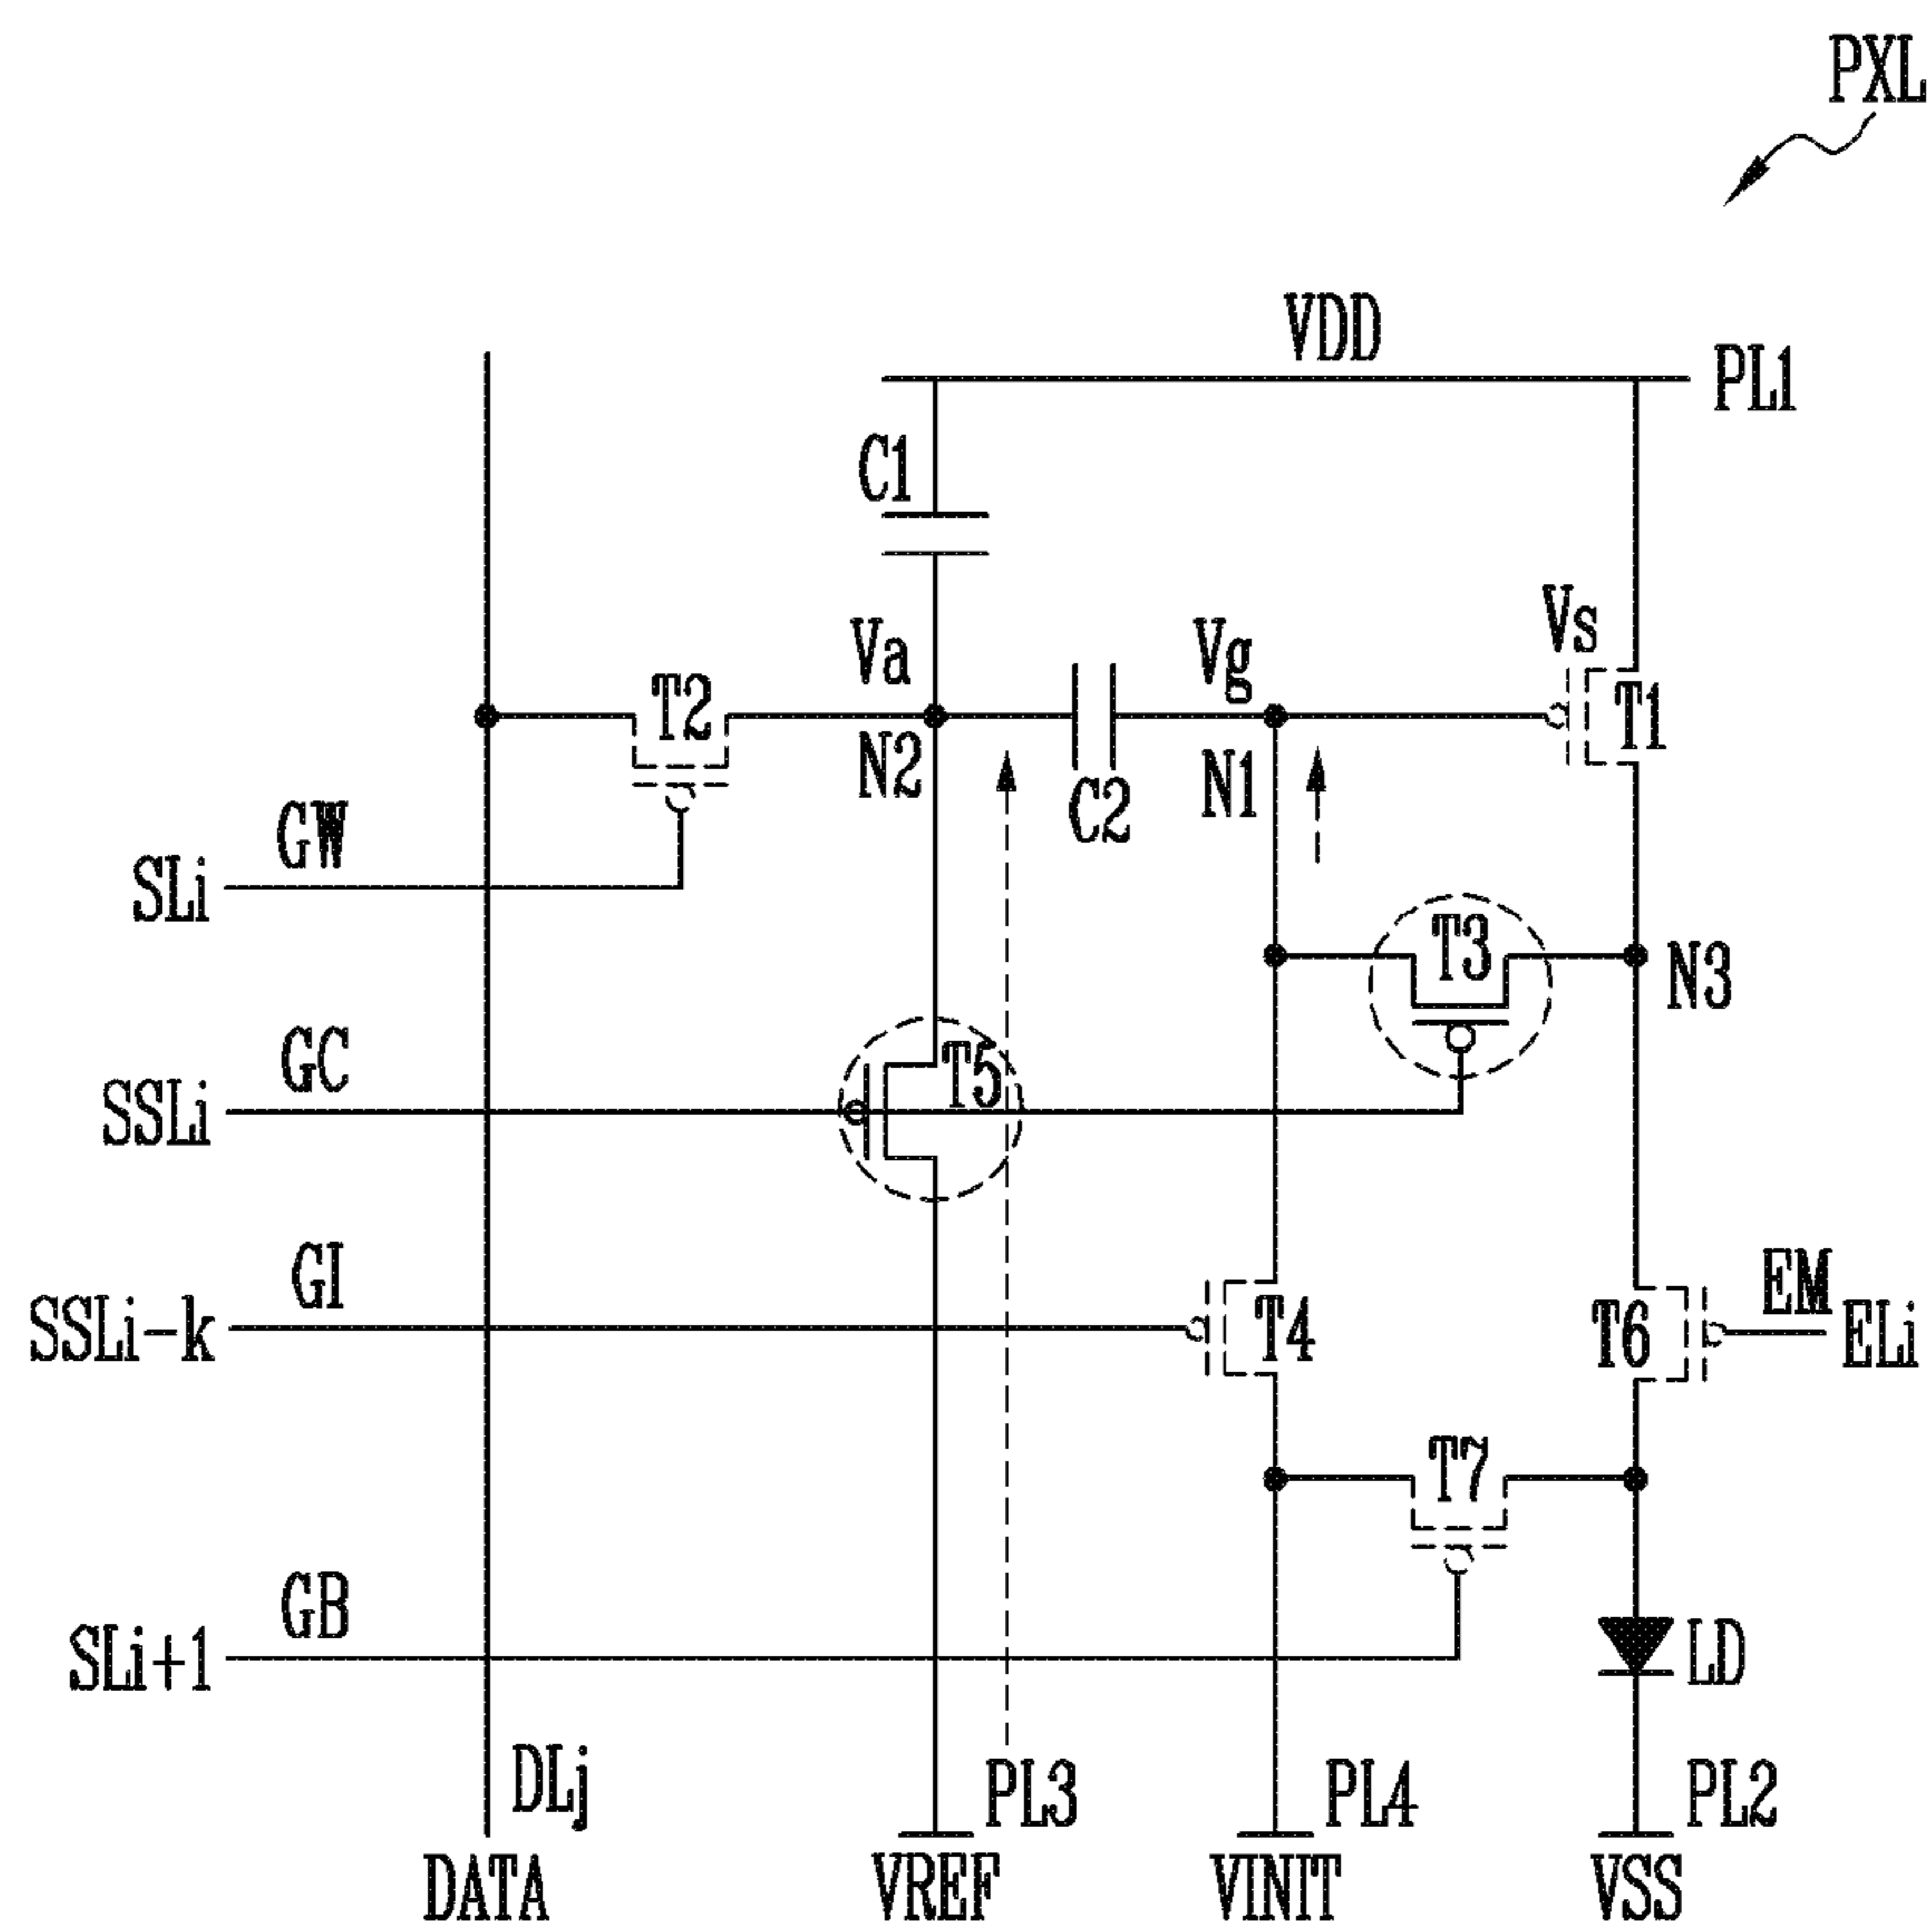 PXL
VDD
PL1
C1
Va
Vg
Vs
T2
T1
N2
C2
N1
GW
SLi
T3
N3
GC
SSLi
T5
GI
SSLi-k
T4
T6
EM
ELi
T7
GB
SLi+1
LD
DLj
PL3
PL4
PL2
DATA
VREF
VINIT
VSS